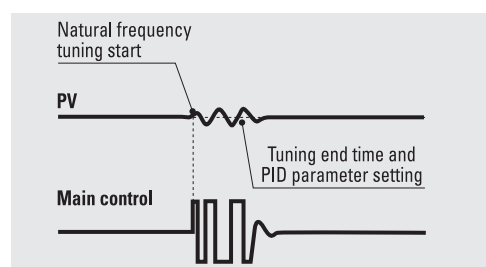 Natural frequency
tuning start
PV
Tuning end time and
PID parameter setting
Main control